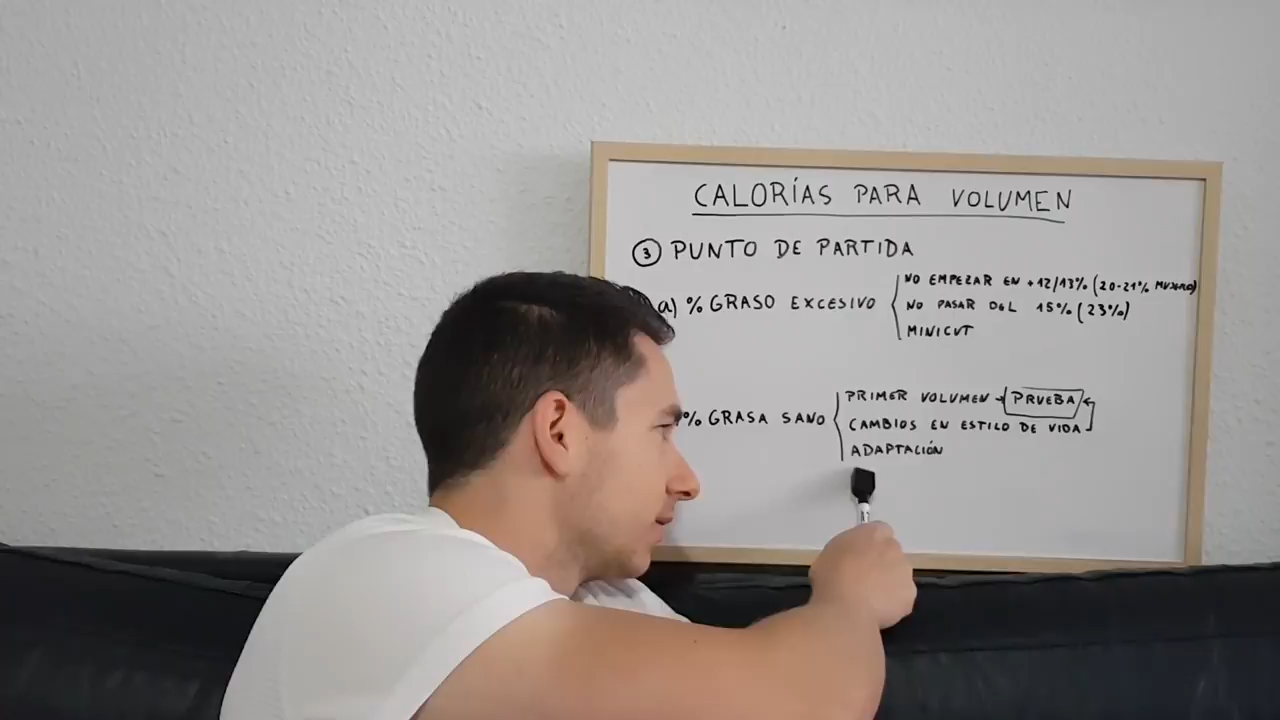 CALORÍAS PARA VOLUMEN
3 PUNTO DE PARTIDA
a) % GRASO EXCESIVO
NO EMPEZAR EN +12/13% (20-21% MUJERES)
NO PASAR DEL 15% (23%)
MINICUT
% GRASA SANO
PRIMER VOLUMEN → PRUEBA
CAMBIOS EN ESTILO DE VIDA
ADAPTACIÓN